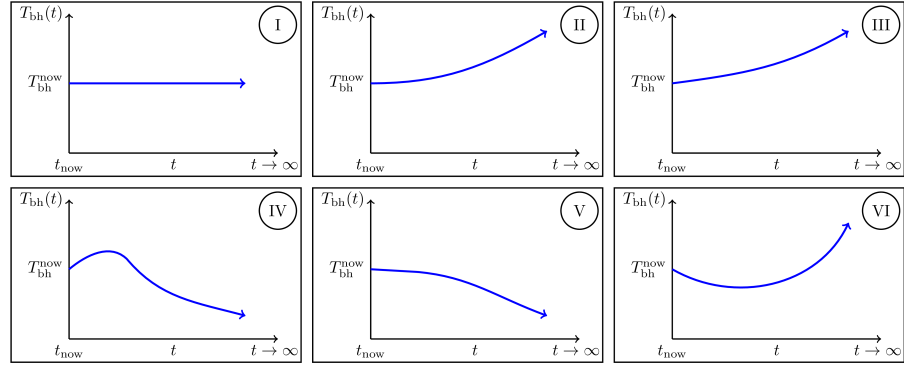 T_bh(t) I
T_bh^now
t_now t t → ∞
T_bh(t) II
T_bh^now
t_now t t → ∞
T_bh(t) III
T_bh^now
t_now t t → ∞
T_bh(t) IV
T_bh^now
t_now t t → ∞
T_bh(t) V
T_bh^now
t_now t t → ∞
T_bh(t) VI
T_bh^now
t_now t t → ∞